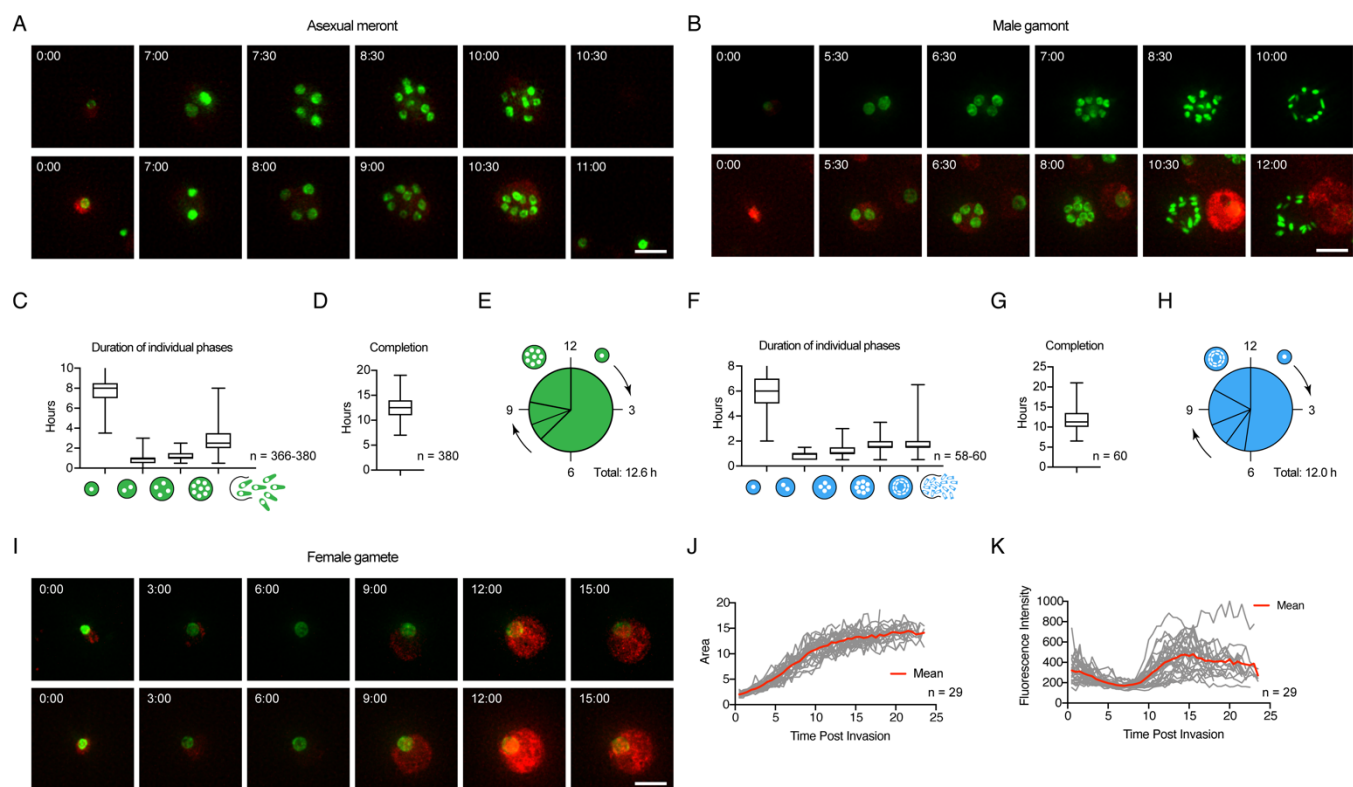 A
Asexual meront
0:00
7:00
7:30
8:30
10:00
10:30
0:00
7:00
8:00
9:00
10:30
11:00
B
Male gamont
0:00
5:30
6:30
7:00
8:30
10:00
0:00
5:30
6:30
8:00
10:30
12:00
C
Duration of individual phases
Hours
10
8
6
4
2
0
n = 366-380
D
Completion
Hours
20
15
10
5
0
n = 380
E
12
3
6
9
Total: 12.6 h
F
Duration of individual phases
Hours
8
6
4
2
0
n = 58-60
G
Completion
Hours
25
20
15
10
5
0
n = 60
H
12
3
6
9
Total: 12.0 h
I
Female gamete
0:00
3:00
6:00
9:00
12:00
15:00
0:00
3:00
6:00
9:00
12:00
15:00
J
Area
20
15
10
5
0
0
5
10
15
20
25
Mean
n = 29
Time Post Invasion
K
Fluorescence Intensity
1000
800
600
400
200
0
0
5
10
15
20
25
Mean
n = 29
Time Post Invasion